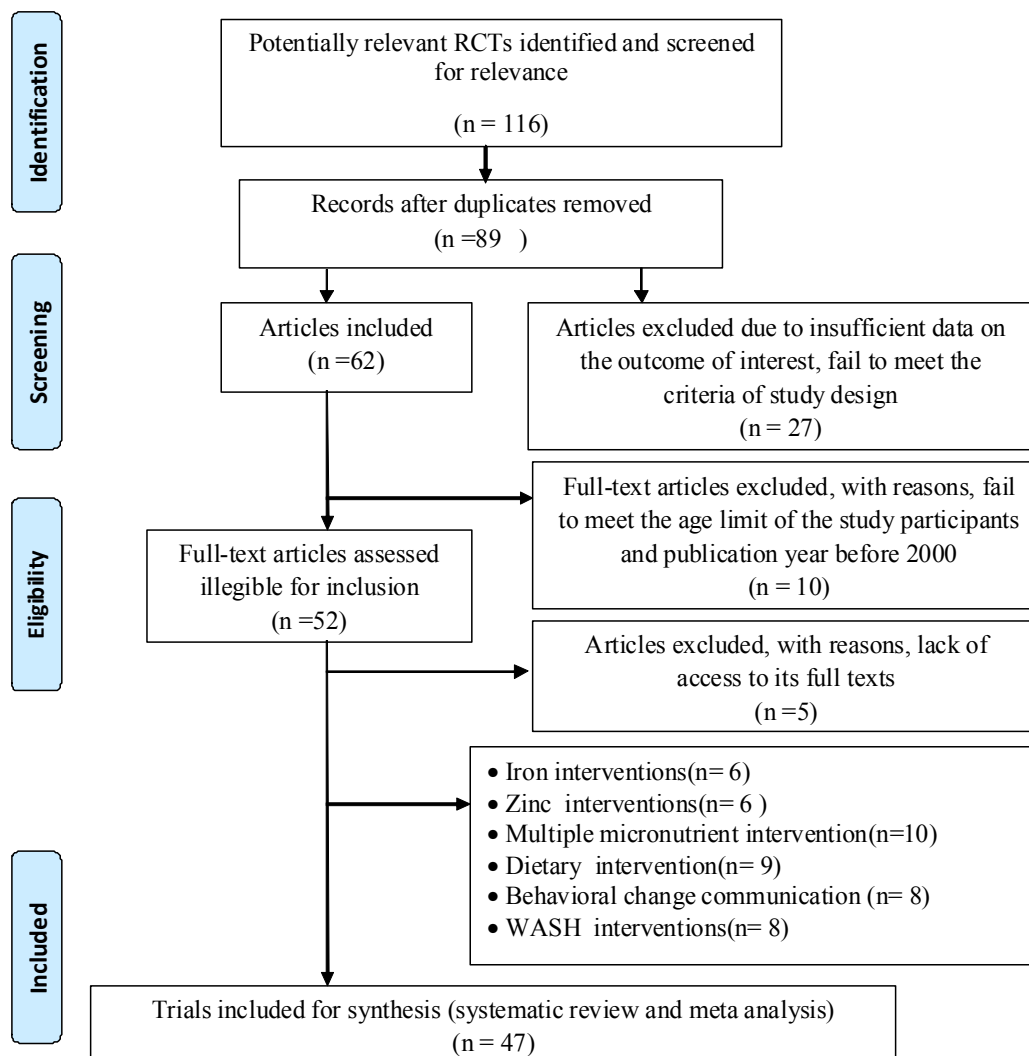 Identification
Potentially relevant RCTs identified and screened
for relevance
(n = 116)
Records after duplicates removed
(n =89 )
Screening
Articles included
(n =62)
Articles excluded due to insufficient data on
the outcome of interest, fail to meet the
criteria of study design
(n = 27)
Eligibility
Full-text articles excluded, with reasons, fail
to meet the age limit of the study participants
and publication year before 2000
(n = 10)
Full-text articles assessed
illegible for inclusion
(n =52)
Articles excluded, with reasons, lack of
access to its full texts
(n =5)
• Iron interventions(n= 6)
• Zinc interventions(n= 6 )
• Multiple micronutrient intervention(n=10)
• Dietary intervention(n= 9)
• Behavioral change communication (n= 8)
• WASH interventions(n= 8)
Included
Trials included for synthesis (systematic review and meta analysis)
(n = 47)